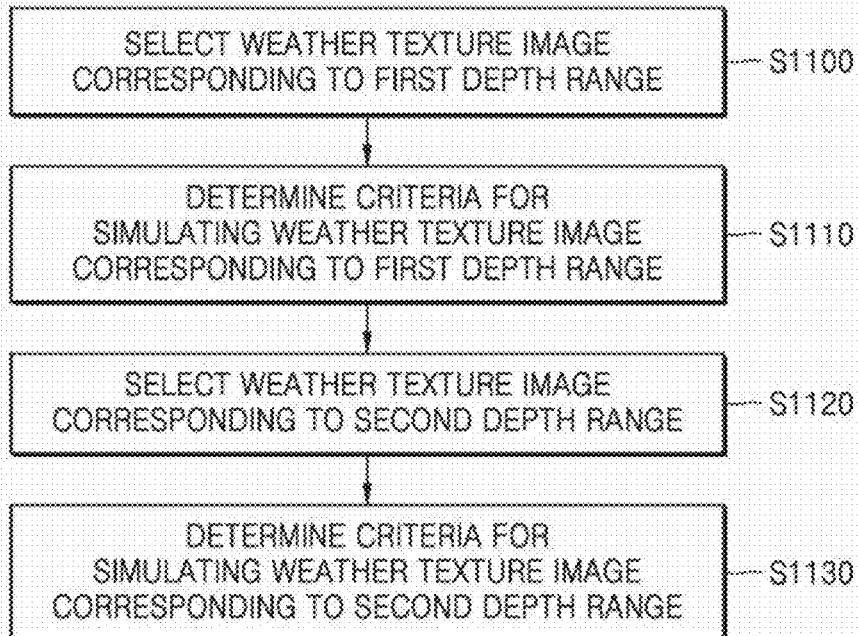 SELECT WEATHER TEXTURE IMAGE
CORRESPONDING TO FIRST DEPTH RANGE
S1100
DETERMINE CRITERIA FOR
SIMULATING WEATHER TEXTURE IMAGE
CORRESPONDING TO FIRST DEPTH RANGE
S1110
SELECT WEATHER TEXTURE IMAGE
CORRESPONDING TO SECOND DEPTH RANGE
S1120
DETERMINE CRITERIA FOR
SIMULATING WEATHER TEXTURE IMAGE
CORRESPONDING TO SECOND DEPTH RANGE
S1130